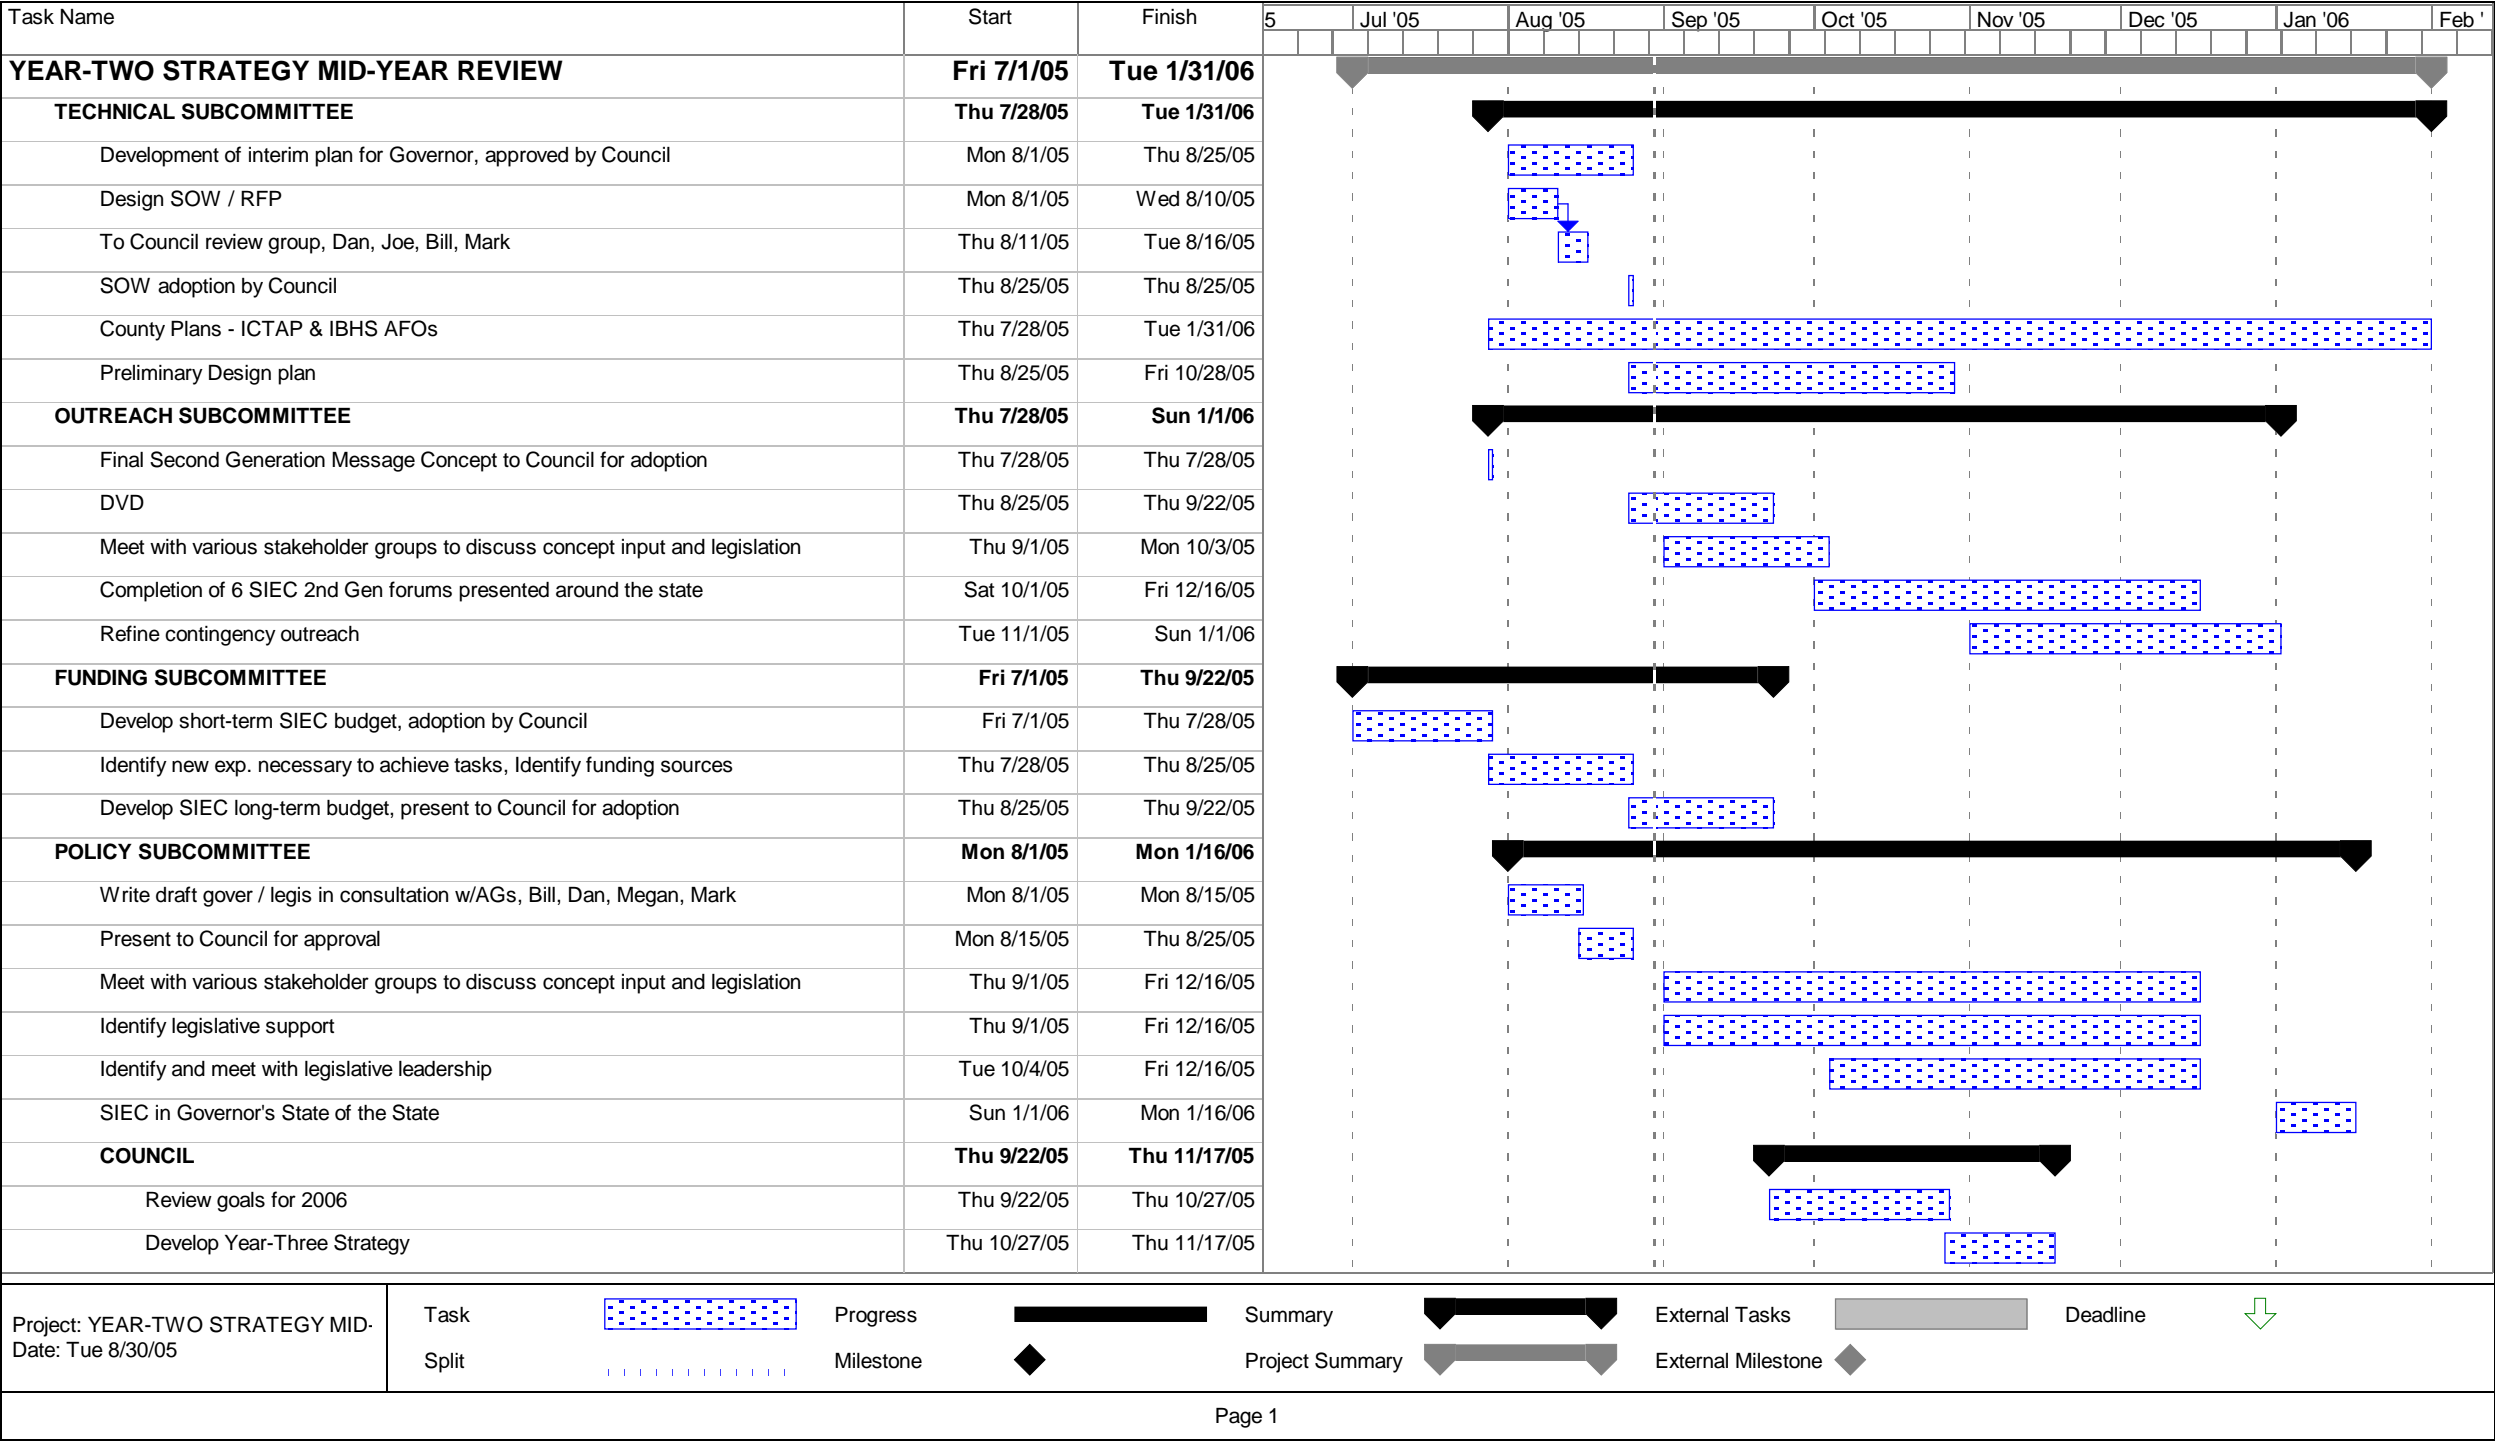 Task Name Start Finish 5 Jul '05 Aug '05 Sep '05 Oct '05 Nov '05 Dec '05 Jan '06 Feb '
YEAR-TWO STRATEGY MID-YEAR REVIEW Fri 7/1/05 Tue 1/31/06
TECHNICAL SUBCOMMITTEE Thu 7/28/05 Tue 1/31/06
Development of interim plan for Governor, approved by Council Mon 8/1/05 Thu 8/25/05
Design SOW / RFP Mon 8/1/05 Wed 8/10/05
To Council review group, Dan, Joe, Bill, Mark Thu 8/11/05 Tue 8/16/05
SOW adoption by Council Thu 8/25/05 Thu 8/25/05
County Plans - ICTAP & IBHS AFOs Thu 7/28/05 Tue 1/31/06
Preliminary Design plan Thu 8/25/05 Fri 10/28/05
OUTREACH SUBCOMMITTEE Thu 7/28/05 Sun 1/1/06
Final Second Generation Message Concept to Council for adoption Thu 7/28/05 Thu 7/28/05
DVD Thu 8/25/05 Thu 9/22/05
Meet with various stakeholder groups to discuss concept input and legislation Thu 9/1/05 Mon 10/3/05
Completion of 6 SIEC 2nd Gen forums presented around the state Sat 10/1/05 Fri 12/16/05
Refine contingency outreach Tue 11/1/05 Sun 1/1/06
FUNDING SUBCOMMITTEE Fri 7/1/05 Thu 9/22/05
Develop short-term SIEC budget, adoption by Council Fri 7/1/05 Thu 7/28/05
Identify new exp. necessary to achieve tasks, Identify funding sources Thu 7/28/05 Thu 8/25/05
Develop SIEC long-term budget, present to Council for adoption Thu 8/25/05 Thu 9/22/05
POLICY SUBCOMMITTEE Mon 8/1/05 Mon 1/16/06
Write draft gover / legis in consultation w/AGs, Bill, Dan, Megan, Mark Mon 8/1/05 Mon 8/15/05
Present to Council for approval Mon 8/15/05 Thu 8/25/05
Meet with various stakeholder groups to discuss concept input and legislation Thu 9/1/05 Fri 12/16/05
Identify legislative support Thu 9/1/05 Fri 12/16/05
Identify and meet with legislative leadership Tue 10/4/05 Fri 12/16/05
SIEC in Governor's State of the State Sun 1/1/06 Mon 1/16/06
COUNCIL Thu 9/22/05 Thu 11/17/05
Review goals for 2006 Thu 9/22/05 Thu 10/27/05
Develop Year-Three Strategy Thu 10/27/05 Thu 11/17/05
Project: YEAR-TWO STRATEGY MID-
Date: Tue 8/30/05
Task Progress Summary External Tasks Deadline
Split Milestone Project Summary External Milestone
Page 1